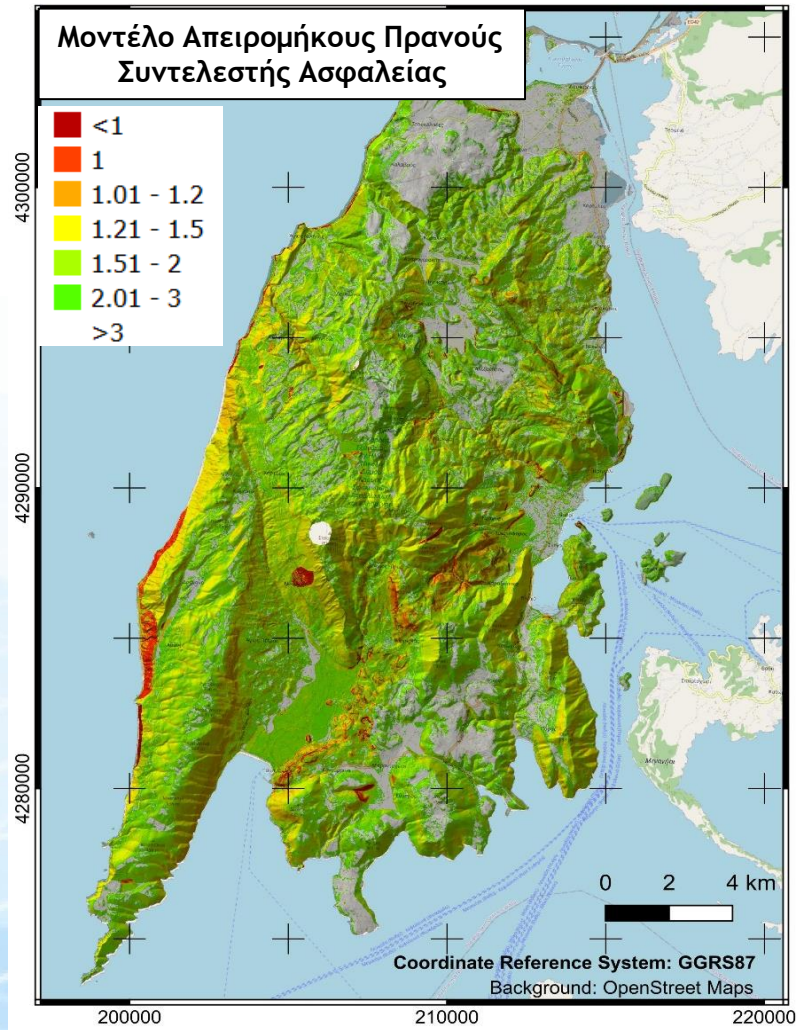 Μοντέλο Απειρομήκους Πρανούς
Συντελεστής Ασφαλείας
<1
1
1.01 - 1.2
1.21 - 1.5
1.51 - 2
2.01 - 3
>3
4300000
4290000
4280000
0 2 4 km
Coordinate Reference System: GGRS87
Background: OpenStreet Maps
200000 210000 220000